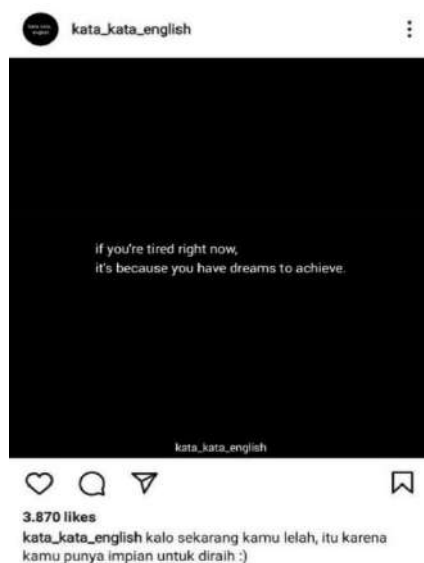 kata_kata_english
if you're tired right now,
it's because you have dreams to achieve.
kata_kata_english
3.870 likes
kata_kata_english kalo sekarang kamu lelah, itu karena
kamu punya impian untuk diraih :)